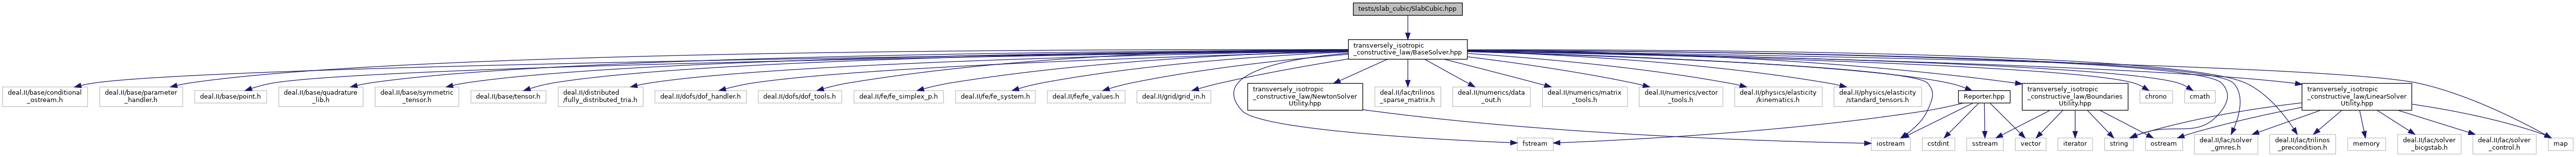 tests/slab_cubic/SlabCubic.hpp
transversely_isotropic
_constructive_law/BaseSolver.hpp
deal.II/base/conditional
_ostream.h
deal.II/base/parameter
_handler.h
deal.II/base/point.h
deal.II/base/quadrature
_lib.h
deal.II/base/symmetric
_tensor.h
deal.II/base/tensor.h
deal.II/distributed
/fully_distributed_tria.h
deal.II/dofs/dof_handler.h
deal.II/dofs/dof_tools.h
deal.II/fe/fe_simplex_p.h
deal.II/fe/fe_system.h
deal.II/fe/fe_values.h
deal.II/grid/grid_in.h
transversely_isotropic
_constructive_law/NewtonSolver
Utility.hpp
deal.II/lac/trilinos
_sparse_matrix.h
deal.II/numerics/data
_out.h
deal.II/numerics/matrix
_tools.h
deal.II/numerics/vector
_tools.h
deal.II/physics/elasticity
/kinematics.h
deal.II/physics/elasticity
/standard_tensors.h
Reporter.hpp
transversely_isotropic
_constructive_law/Boundaries
Utility.hpp
chrono
cmath
transversely_isotropic
_constructive_law/LinearSolver
Utility.hpp
fstream
iostream
cstdint
sstream
vector
iterator
string
ostream
deal.II/lac/solver
_gmres.h
deal.II/lac/trilinos
_precondition.h
memory
deal.II/lac/solver
_bicgstab.h
deal.II/lac/solver
_control.h
map